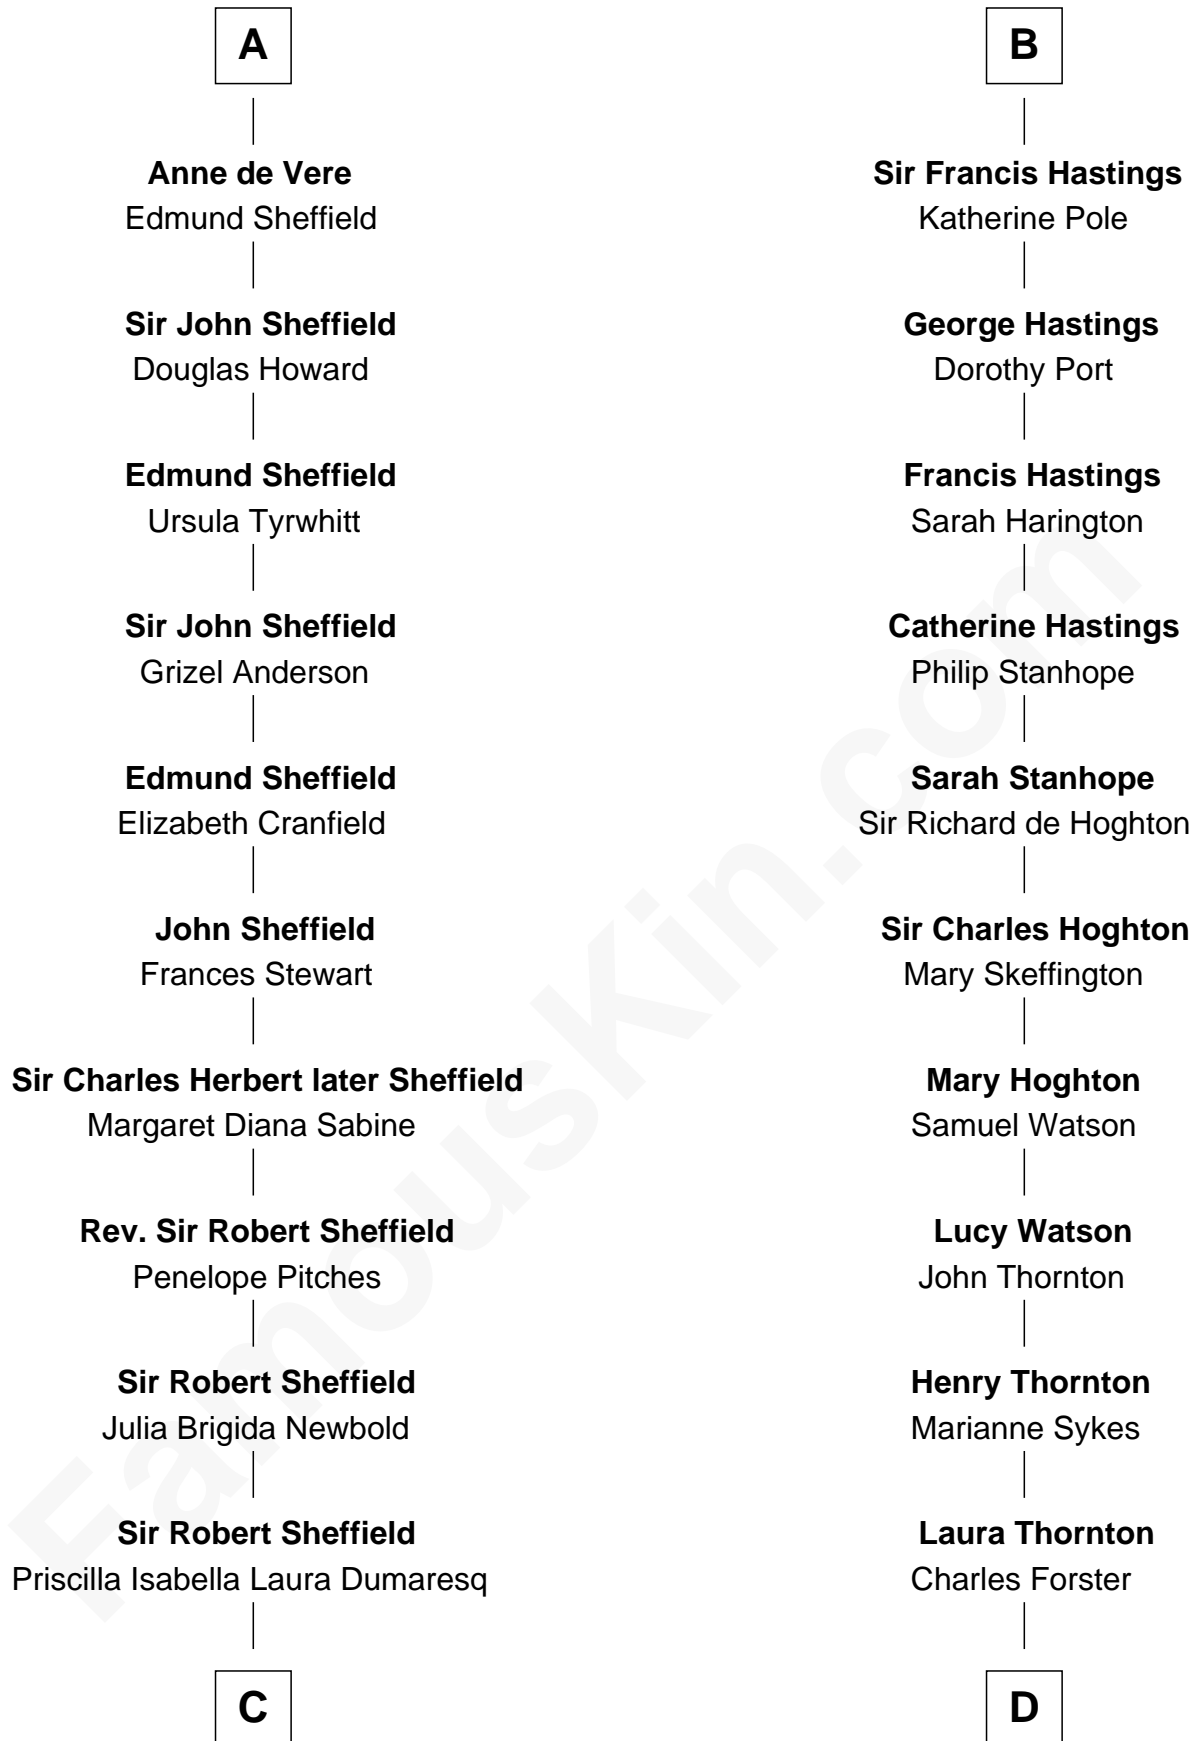 A
Anne de Vere
Edmund Sheffield
Sir John Sheffield
Douglas Howard
Edmund Sheffield
Ursula Tyrwhitt
Sir John Sheffield
Grizel Anderson
Edmund Sheffield
Elizabeth Cranfield
John Sheffield
Frances Stewart
Sir Charles Herbert later Sheffield
Margaret Diana Sabine
Rev. Sir Robert Sheffield
Penelope Pitches
Sir Robert Sheffield
Julia Brigida Newbold
Sir Robert Sheffield
Priscilla Isabella Laura Dumaresq
C
B
Sir Francis Hastings
Katherine Pole
George Hastings
Dorothy Port
Francis Hastings
Sarah Harington
Catherine Hastings
Philip Stanhope
Sarah Stanhope
Sir Richard de Hoghton
Sir Charles Hoghton
Mary Skeffington
Mary Hoghton
Samuel Watson
Lucy Watson
John Thornton
Henry Thornton
Marianne Sykes
Laura Thornton
Charles Forster
D
FamousKin.com